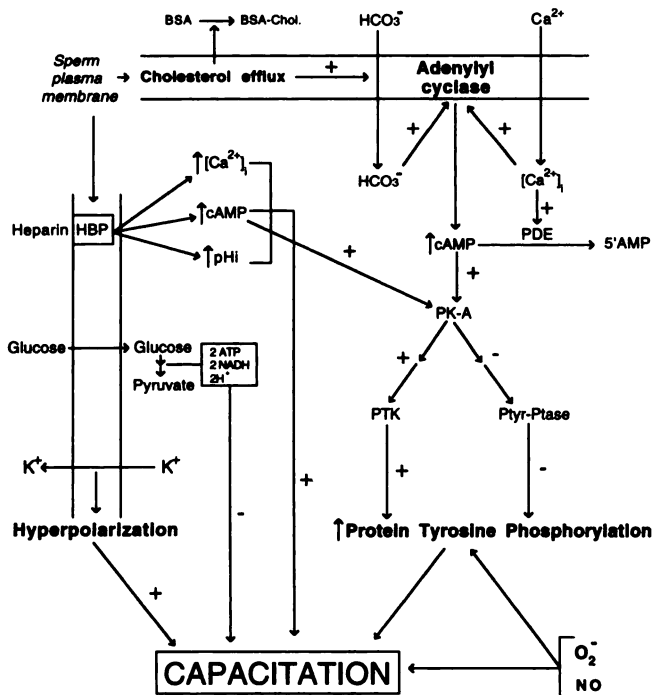 BSA → BSA-Chol.
HCO₃⁻
Ca²⁺
Sperm
plasma
membrane
Cholesterol efflux
+
Adenylyl
cyclase
+
+
HCO₃⁻
[Ca²⁺]ᵢ
+
PDE
↑cAMP
5'AMP
+
↑[Ca²⁺]ᵢ
↑cAMP
↑pHi
Heparin HBP
+
PK-A
+
-
Glucose
Glucose
Pyruvate
2 ATP
2 NADH
2H⁺
PTK
Ptyr-Ptase
K⁺
K⁺
+
-
+
-
Hyperpolarization
↑Protein Tyrosine Phosphorylation
+
CAPACITATION
O₂⁻
NO